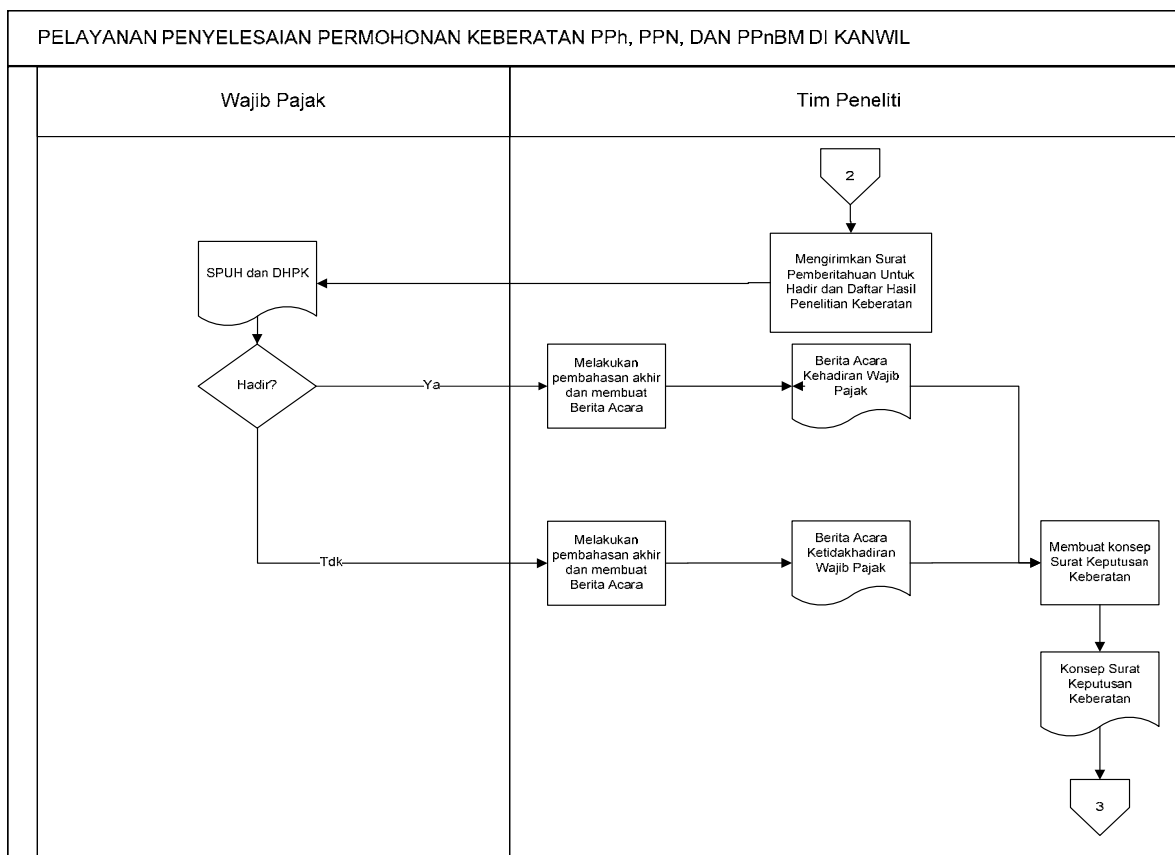 PELAYANAN PENYELESAIAN PERMOHONAN KEBERATAN PPh, PPN, DAN PPnBM DI KANWIL
Wajib Pajak
Tim Peneliti
2
Mengirimkan Surat
Pemberitahuan Untuk
Hadir dan Daftar Hasil
Penelitian Keberatan
SPUH dan DHPK
Hadir?
Ya
Melakukan
pembahasan akhir
dan membuat
Berita Acara
Berita Acara
Kehadiran Wajib
Pajak
Tdk
Melakukan
pembahasan akhir
dan membuat
Berita Acara
Berita Acara
Ketidakhadiran
Wajib Pajak
Membuat konsep
Surat Keputusan
Keberatan
Konsep Surat
Keputusan
Keberatan
3